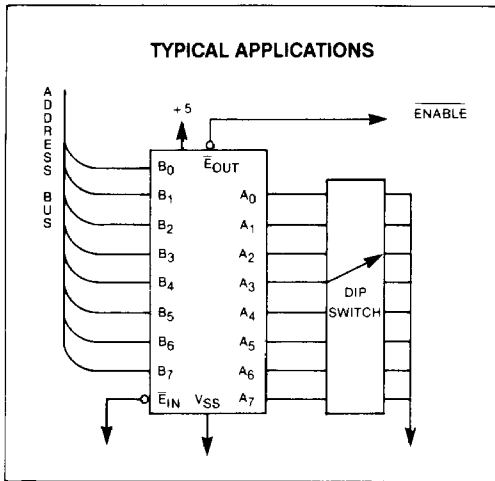 TYPICAL APPLICATIONS
ADDRESS BUS
+5
ENABLE
E̅OUT
B0
B1
B2
B3
B4
B5
B6
B7
E̅IN
VSS
A0
A1
A2
A3
A4
A5
A6
A7
DIP
SWITCH